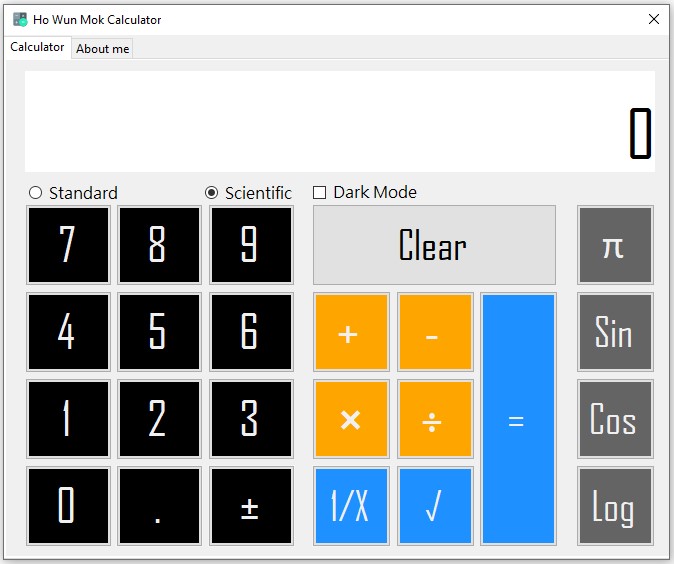 Ho Wun Mok Calculator
Calculator About me
0
Standard Scientific Dark Mode
7 8 9 Clear π
4 5 6 + - Sin
1 2 3 × ÷ = Cos
0 . ± 1/X √ Log